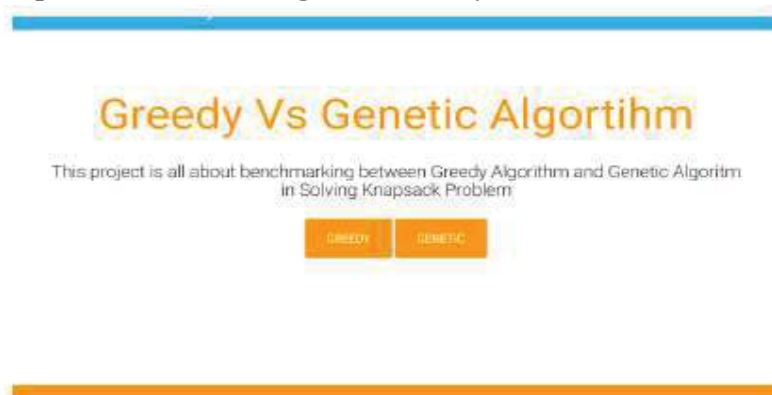 Greedy Vs Genetic Algortihm
This project is all about benchmarking between Greedy Algorithm and Genetic Algoritm
in Solving Knapsack Problem
GREEDY GENETIC